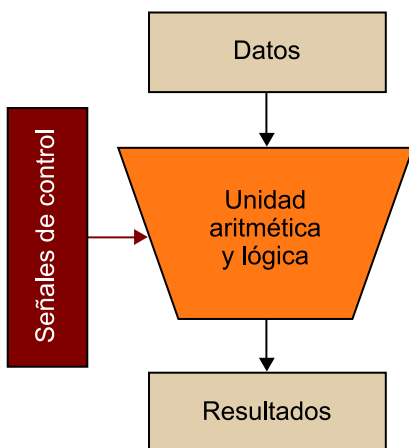 Datos
Señales de control
Unidad
aritmética
y lógica
Resultados